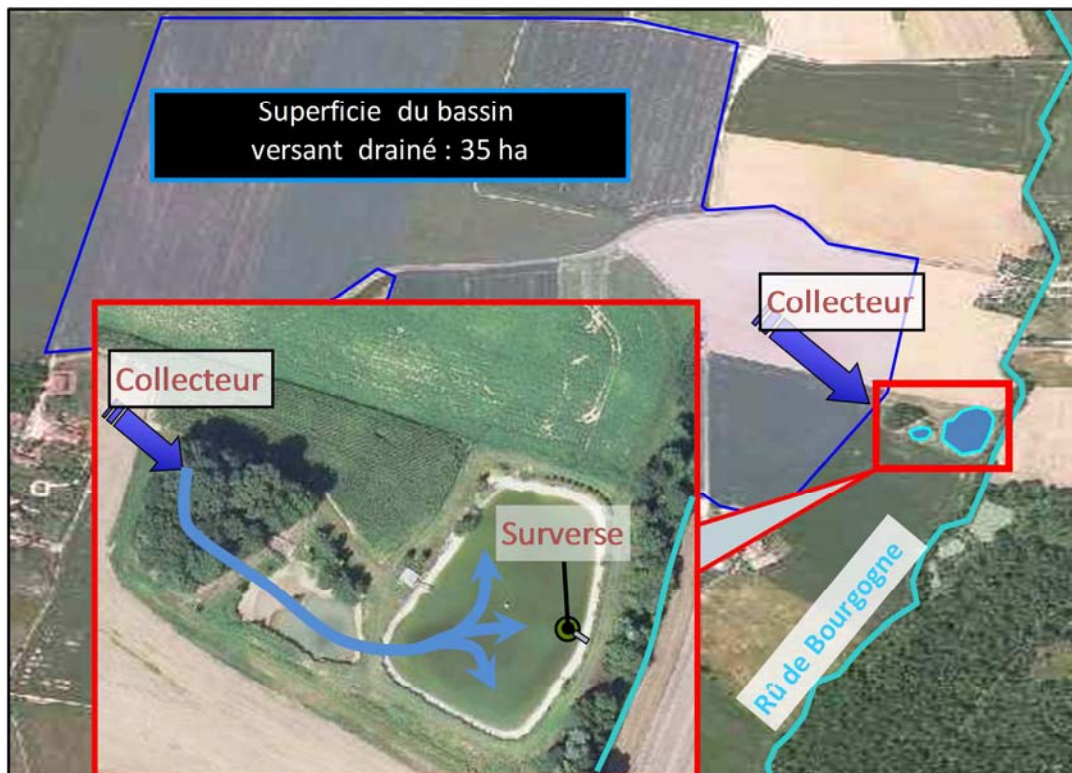 Superficie du bassin
versant drainé : 35 ha
Collecteur
Collecteur
Surverse
Rû de Bourgogne